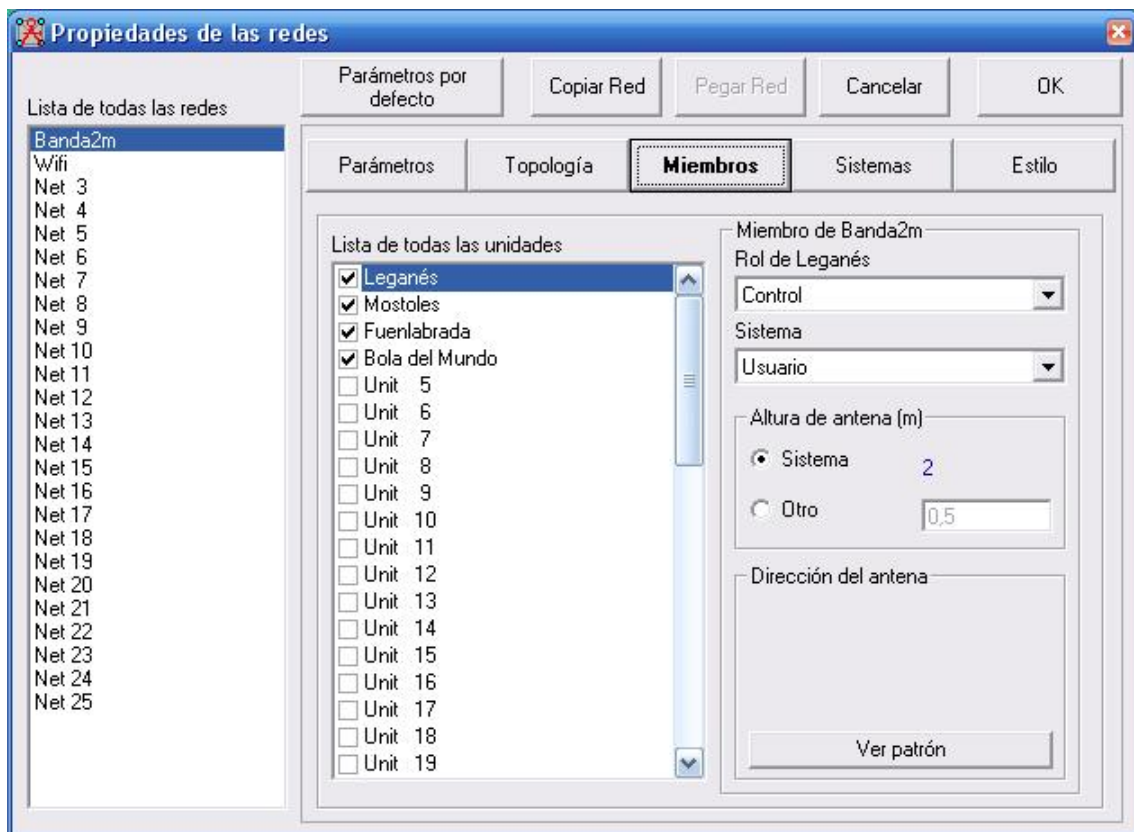 Propiedades de las redes
Parámetros por defecto
Copiar Red
Pegar Red
Cancelar
OK
Lista de todas las redes
Banda2m
Wifi
Net 3
Net 4
Net 5
Net 6
Net 7
Net 8
Net 9
Net 10
Net 11
Net 12
Net 13
Net 14
Net 15
Net 16
Net 17
Net 18
Net 19
Net 20
Net 21
Net 22
Net 23
Net 24
Net 25
Parámetros
Topología
Miembros
Sistemas
Estilo
Lista de todas las unidades
Leganés
Mostoles
Fuenlabrada
Bola del Mundo
Unit 5
Unit 6
Unit 7
Unit 8
Unit 9
Unit 10
Unit 11
Unit 12
Unit 13
Unit 14
Unit 15
Unit 16
Unit 17
Unit 18
Unit 19
Miembro de Banda2m
Rol de Leganés
Control
Sistema
Usuario
Altura de antena (m)
Sistema 2
Otro 0,5
Dirección del antena
Ver patrón